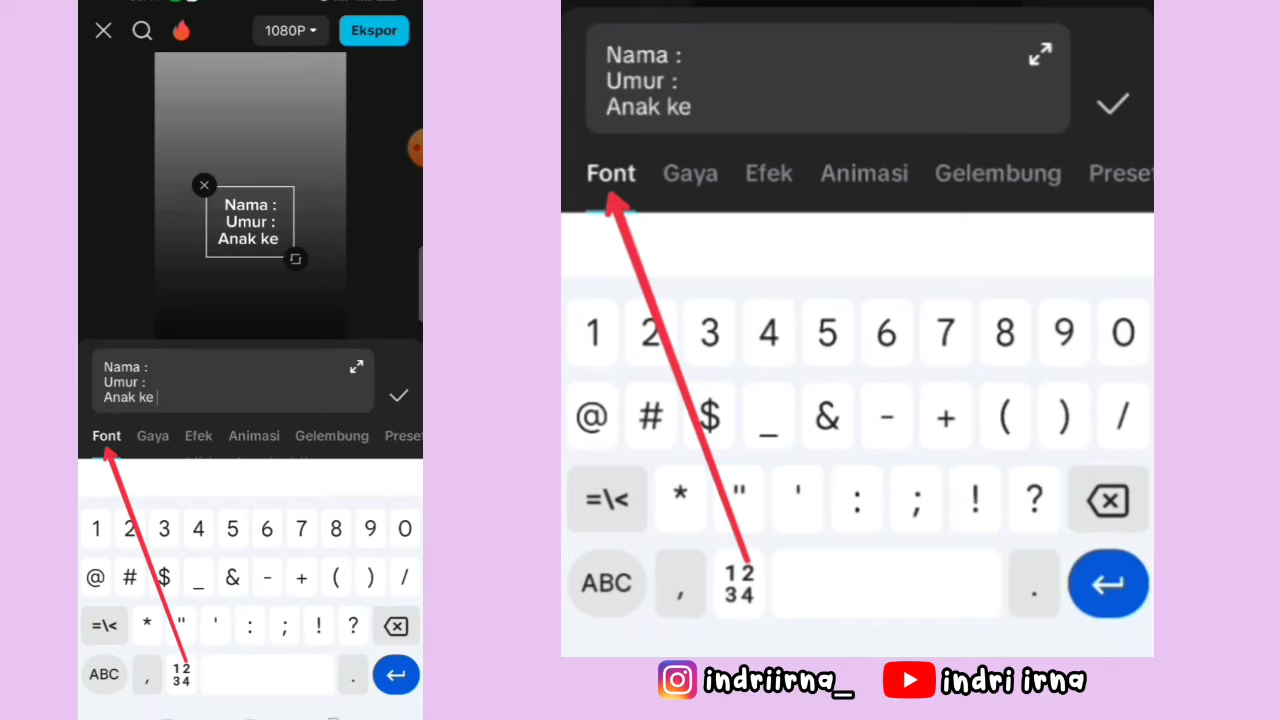 1080P
Ekspor
Nama :
Umur :
Anak ke
Nama :
Umur :
Anak ke
Font Gaya Efek Animasi Gelembung Preset
1 2 3 4 5 6 7 8 9 0
@ # $ _ & - + ( ) /
=\< * " ' : ; ! ?
ABC , 12 .
34
Nama :
Umur :
Anak ke
Font Gaya Efek Animasi Gelembung Preset
1 2 3 4 5 6 7 8 9 0
@ # $ _ & - + ( ) /
=\< * " ' : ; ! ?
ABC , 12 .
34
indriirna_ indri irna